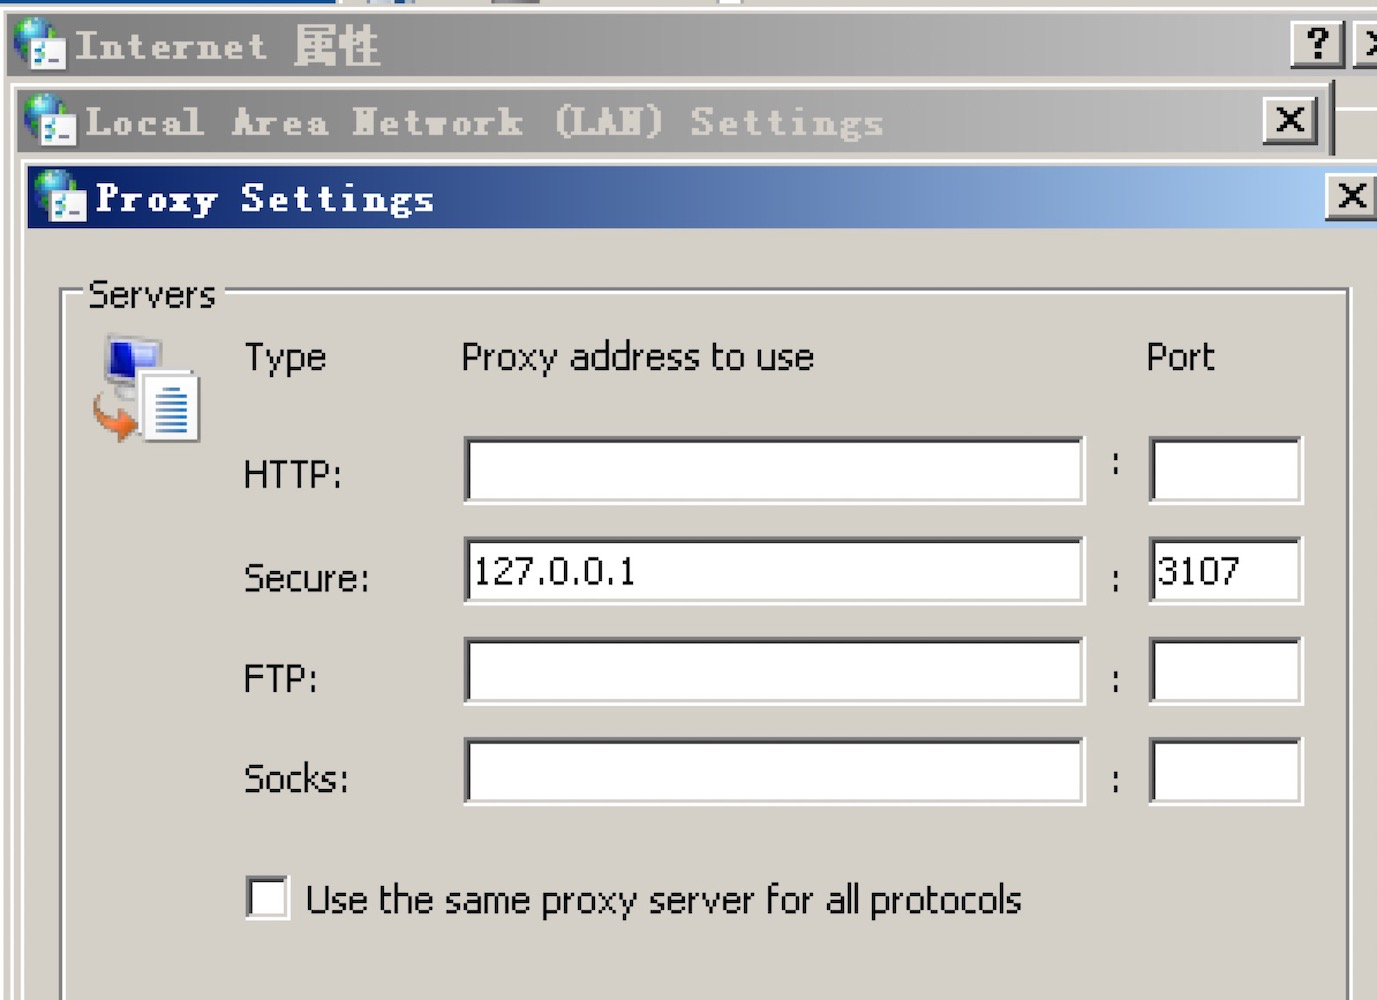 Internet 属性
Local Area Network (LAN) Settings
Proxy Settings
Servers
Type Proxy address to use Port
HTTP: :
Secure: 127.0.0.1 : 3107
FTP: :
Socks: :
Use the same proxy server for all protocols